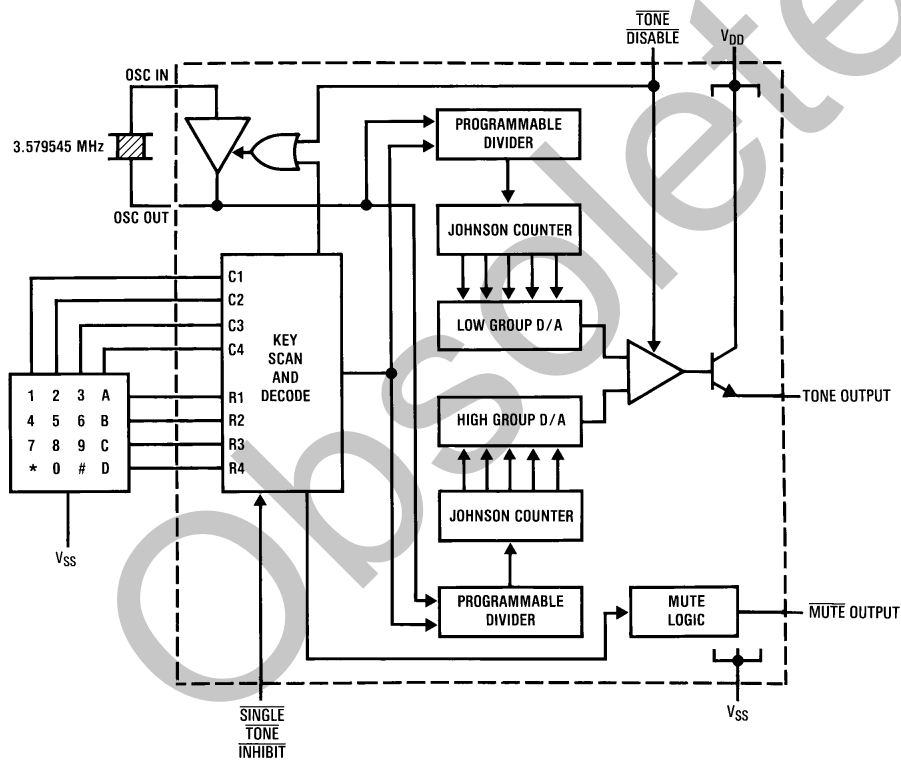 TONE
DISABLE
VDD
OSC IN
3.579545 MHz
OSC OUT
PROGRAMMABLE
DIVIDER
JOHNSON COUNTER
LOW GROUP D/A
C1
C2
C3
C4
R1
R2
R3
R4
KEY
SCAN
AND
DECODE
1 2 3 A
4 5 6 B
7 8 9 C
* 0 # D
VSS
TONE OUTPUT
HIGH GROUP D/A
JOHNSON COUNTER
PROGRAMMABLE
DIVIDER
MUTE
LOGIC
MUTE OUTPUT
VSS
SINGLE
TONE
INHIBIT
Obsolete